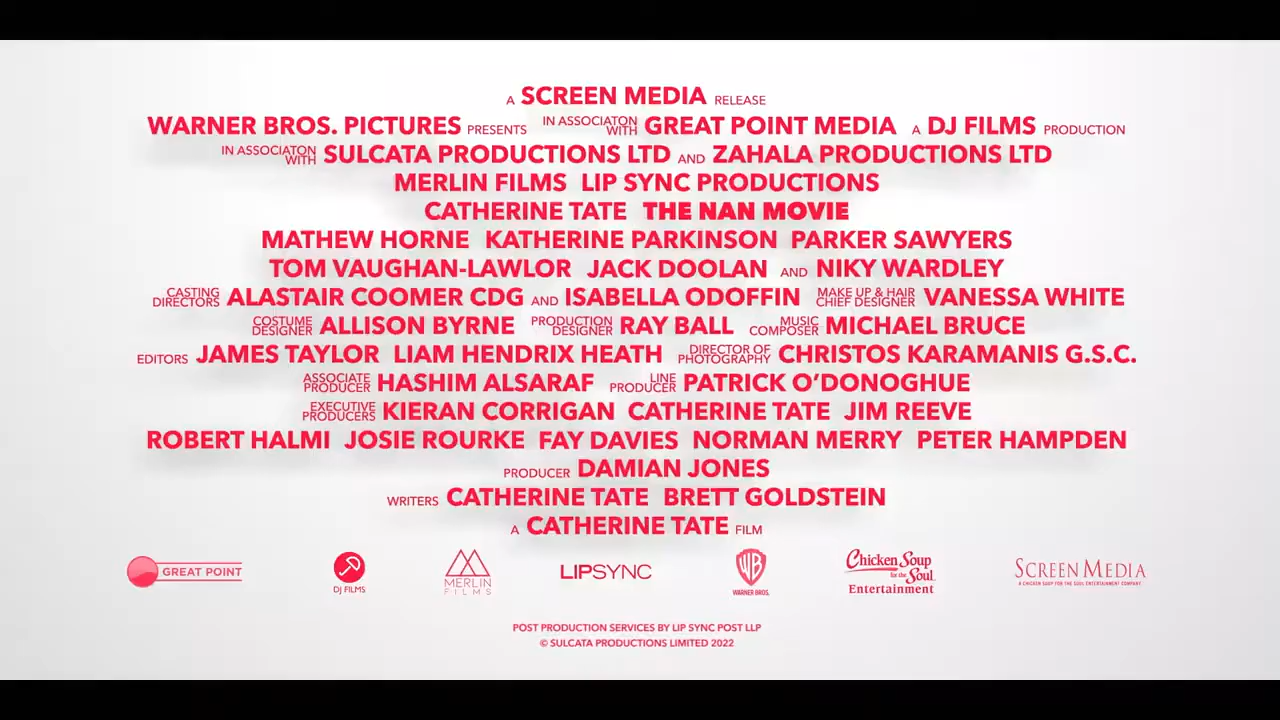 A SCREEN MEDIA RELEASE
WARNER BROS. PICTURES PRESENTS IN ASSOCIATON WITH GREAT POINT MEDIA A DJ FILMS PRODUCTION
IN ASSOCIATON WITH SULCATA PRODUCTIONS LTD AND ZAHALA PRODUCTIONS LTD
MERLIN FILMS LIP SYNC PRODUCTIONS
CATHERINE TATE THE NAN MOVIE
MATHEW HORNE KATHERINE PARKINSON PARKER SAWYERS
TOM VAUGHAN-LAWLOR JACK DOOLAN AND NIKY WARDLEY
CASTING DIRECTORS ALASTAIR COOMER CDG AND ISABELLA ODOFFIN MAKE UP & HAIR CHIEF DESIGNER VANESSA WHITE
COSTUME DESIGNER ALLISON BYRNE PRODUCTION DESIGNER RAY BALL MUSIC COMPOSER MICHAEL BRUCE
EDITORS JAMES TAYLOR LIAM HENDRIX HEATH DIRECTOR OF PHOTOGRAPHY CHRISTOS KARAMANIS G.S.C.
ASSOCIATE PRODUCER HASHIM ALSARAF LINE PRODUCER PATRICK O'DONOGHUE
EXECUTIVE PRODUCERS KIERAN CORRIGAN CATHERINE TATE JIM REEVE
ROBERT HALMI JOSIE ROURKE FAY DAVIES NORMAN MERRY PETER HAMPDEN
PRODUCER DAMIAN JONES
WRITERS CATHERINE TATE BRETT GOLDSTEIN
A CATHERINE TATE FILM
GREAT POINT
DJ FILMS
MERLIN FILMS
LIPSYNC
WB WARNER BROS.
Chicken Soup for the Soul Entertainment
SCREEN MEDIA
A CHICKEN SOUP FOR THE SOUL ENTERTAINMENT COMPANY
POST PRODUCTION SERVICES BY LIP SYNC POST LLP
© SULCATA PRODUCTIONS LIMITED 2022